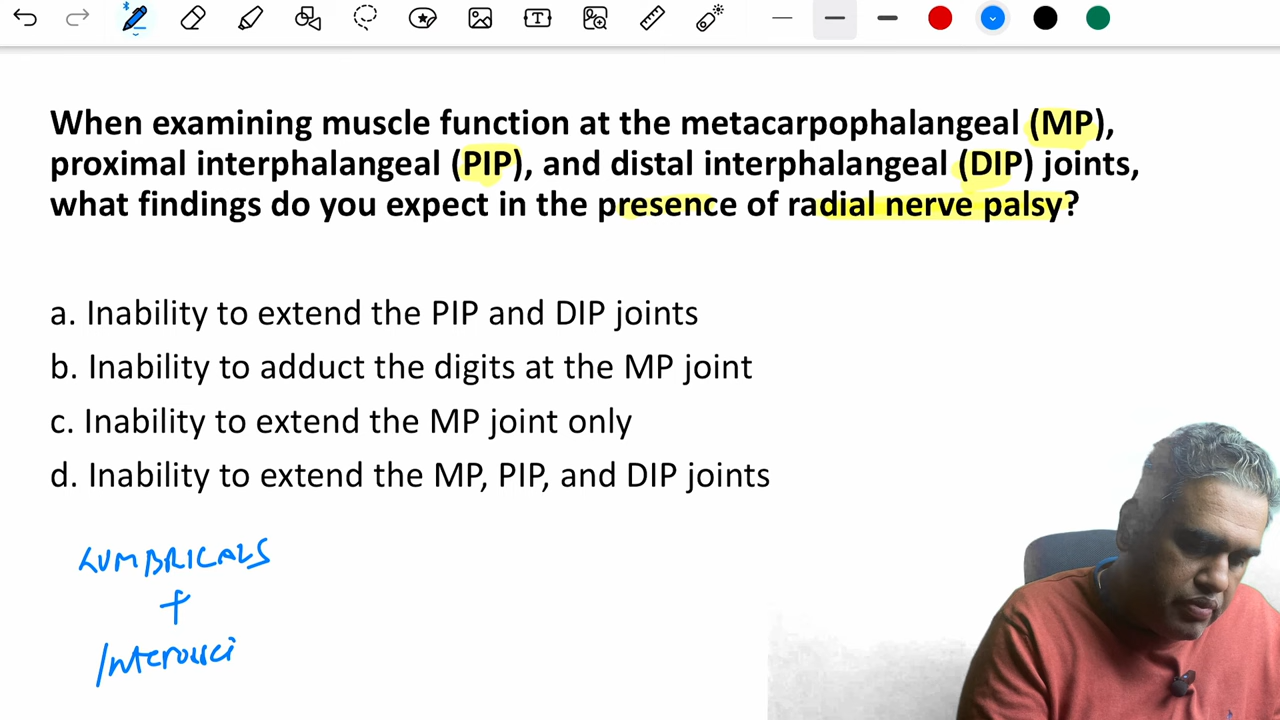 When examining muscle function at the metacarpophalangeal (MP),
proximal interphalangeal (PIP), and distal interphalangeal (DIP) joints,
what findings do you expect in the presence of radial nerve palsy?
a. Inability to extend the PIP and DIP joints
b. Inability to adduct the digits at the MP joint
c. Inability to extend the MP joint only
d. Inability to extend the MP, PIP, and DIP joints
LUMBRICALS
+
Interossei